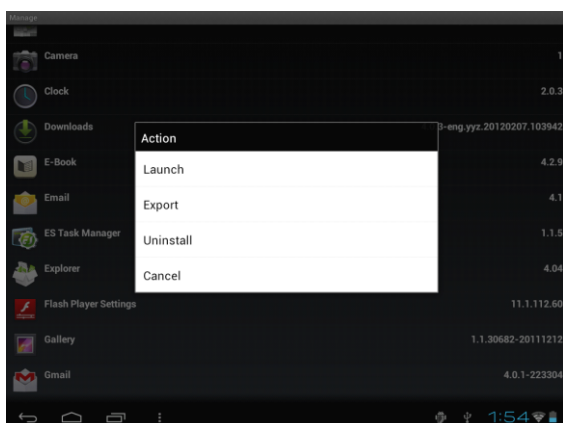 Manage
Camera 1
Clock 2.0.3
Downloads 3-eng.yyz.20120207.103942
Action
E-Book 4.2.9
Launch
Email 4.1
Export
ES Task Manager 1.1.5
Uninstall
Explorer 4.04
Cancel
Flash Player Settings 11.1.112.60
Gallery 1.1.30682-20111212
Gmail 4.0.1-223304
1:54